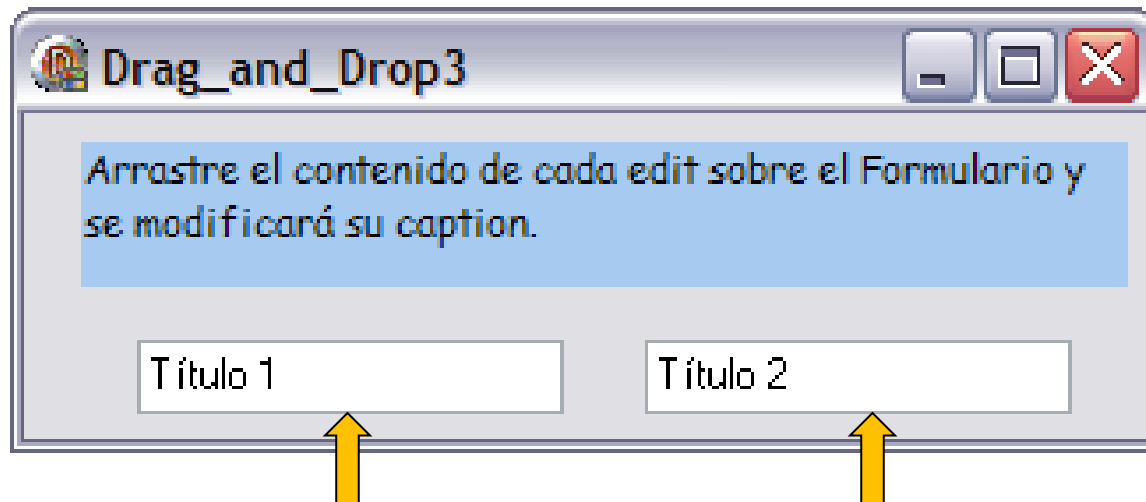 Drag_and_Drop3
Arrastre el contenido de cada edit sobre el Formulario y
se modificará su caption.
Título 1
Título 2